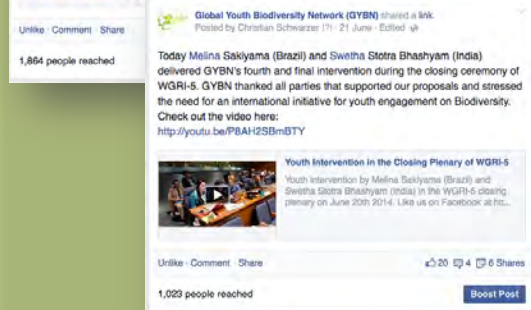 Unlike · Comment · Share
1,864 people reached
Global Youth Biodiversity Network (GYBN) shared a link.
Posted by Christian Schwarzer [?] · 21 June · Edited
Today Melina Sakiyama (Brazil) and Swetha Stotra Bhashyam (India)
delivered GYBN's fourth and final intervention during the closing ceremony of
WGRI-5. GYBN thanked all parties that supported our proposals and stressed
the need for an international initiative for youth engagement on Biodiversity.
Check out the video here:
http://youtu.be/P8AH2SBmBTY
Youth Intervention in the Closing Plenary of WGRI-5
Youth Intervention by Melina Sakiyama (Brazil) and
Swetha Stotra Bhashyam (India) in the WGRI-5 closing
plenary on June 20th 2014. Like us on Facebook at htt...
Unlike · Comment · Share
20 4 6 Shares
1,023 people reached
Boost Post